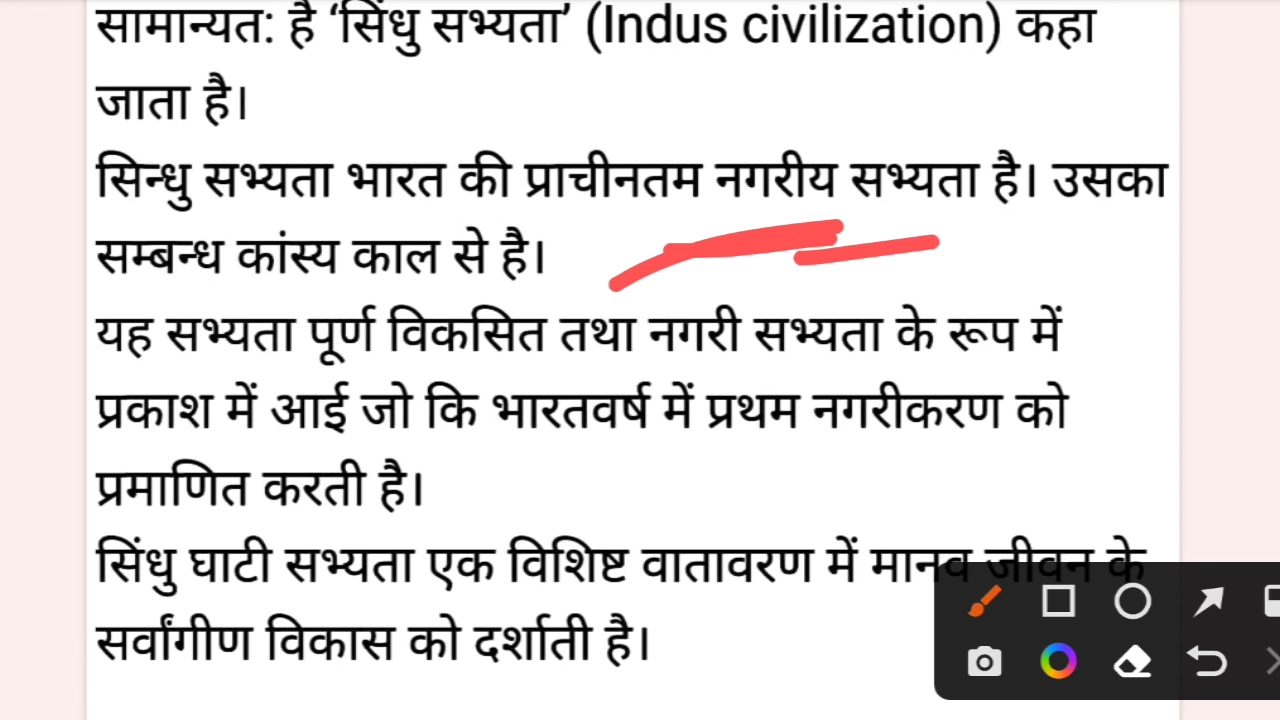 सामान्यत: है ‘सिंधु सभ्यता’ (Indus civilization) कहा
जाता है।
सिन्धु सभ्यता भारत की प्राचीनतम नगरीय सभ्यता है। उसका
सम्बन्ध कांस्य काल से है।
यह सभ्यता पूर्ण विकसित तथा नगरी सभ्यता के रूप में
प्रकाश में आई जो कि भारतवर्ष में प्रथम नगरीकरण को
प्रमाणित करती है।
सिंधु घाटी सभ्यता एक विशिष्ट वातावरण में मानव जीवन के
सर्वांगीण विकास को दर्शाती है।